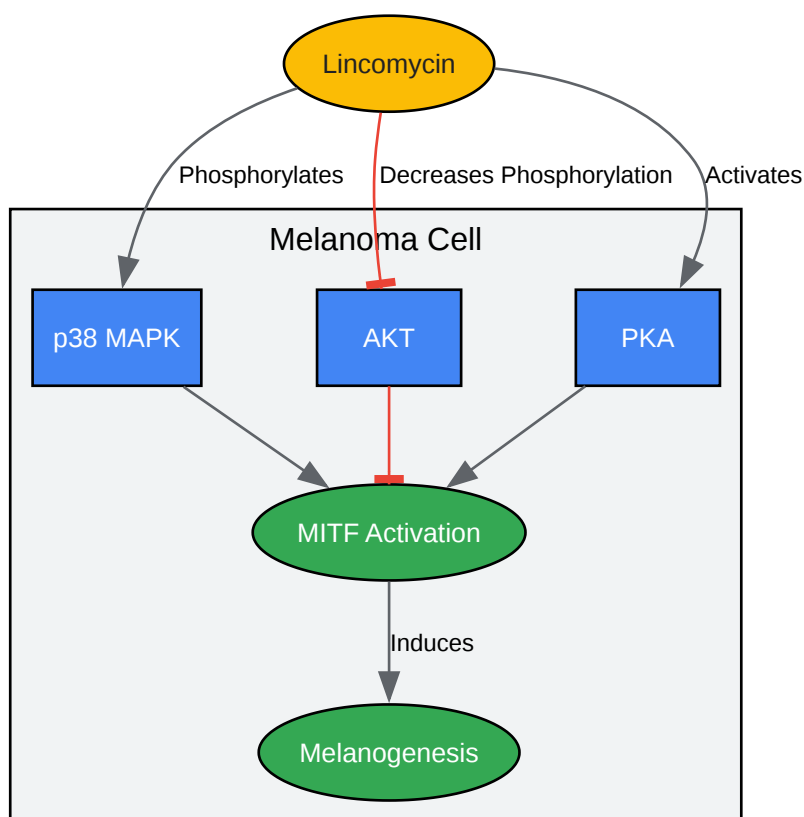 Lincomycin
Phosphorylates
Decreases Phosphorylation
Activates
Melanoma Cell
p38 MAPK
AKT
PKA
MITF Activation
Induces
Melanogenesis